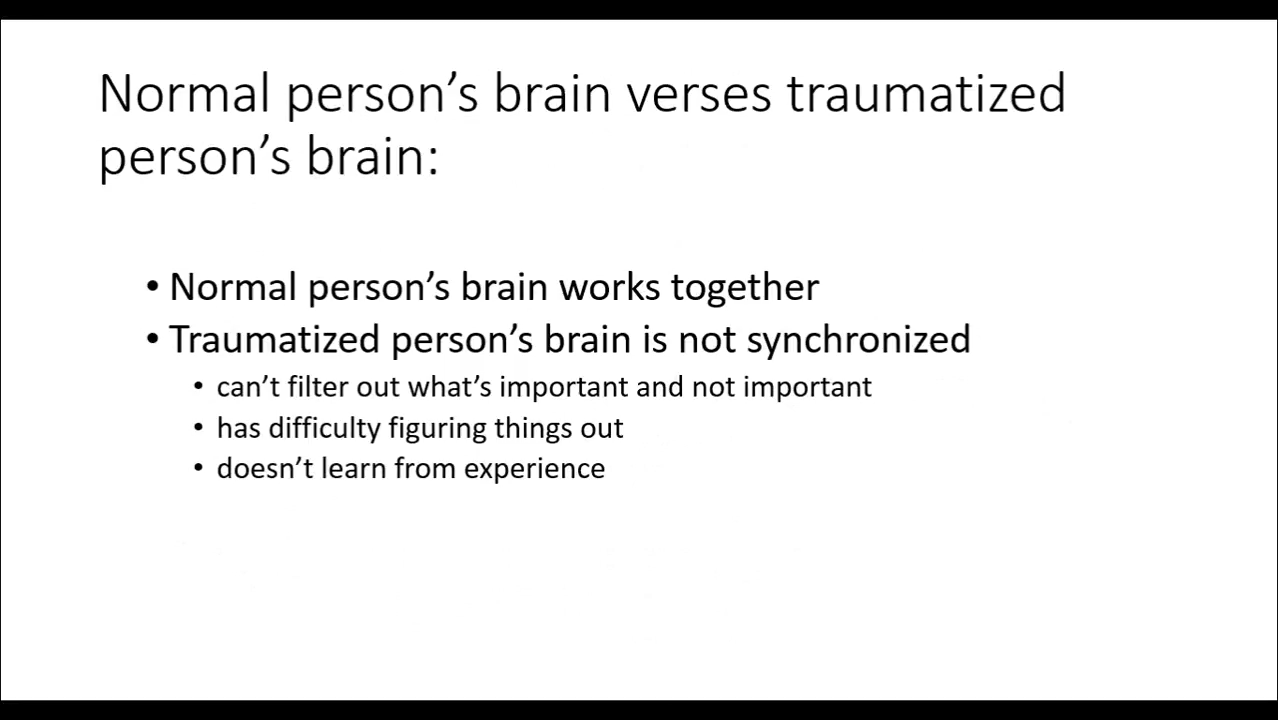 Normal person’s brain verses traumatized
person’s brain:
• Normal person’s brain works together
• Traumatized person’s brain is not synchronized
• can’t filter out what’s important and not important
• has difficulty figuring things out
• doesn’t learn from experience